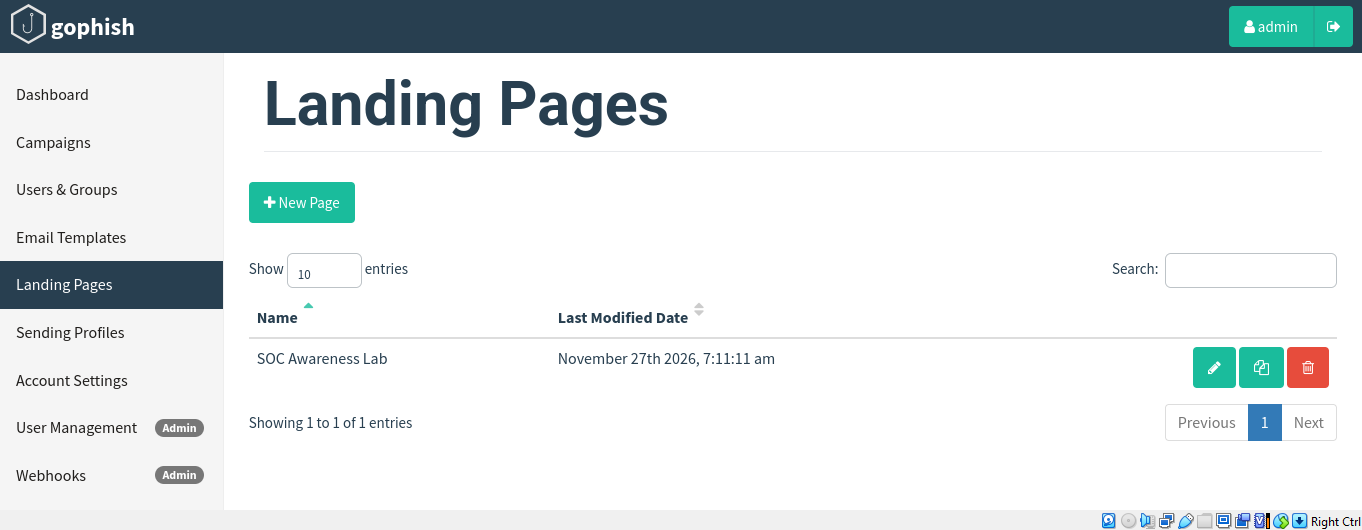 gophish
admin
Dashboard
Campaigns
Users & Groups
Email Templates
Landing Pages
Sending Profiles
Account Settings
User Management Admin
Webhooks Admin
Landing Pages
New Page
Show 10 entries
Search:
Name Last Modified Date
SOC Awareness Lab November 27th 2026, 7:11:11 am
Showing 1 to 1 of 1 entries
Previous 1 Next
Right Ctrl